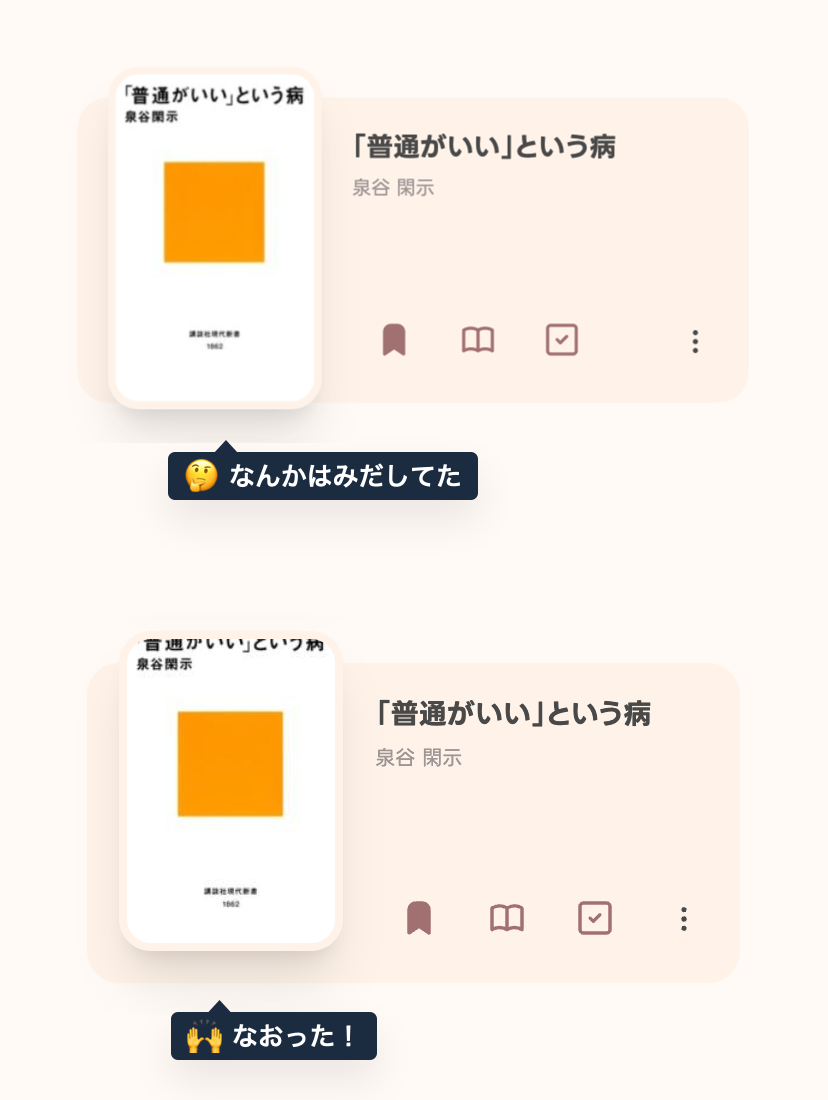 「普通がいい」という病
泉谷閑示
講談社現代新書
1862
「普通がいい」という病
泉谷 閑示
🤔 なんかはみだしてた
「普通がいい」という病
泉谷閑示
講談社現代新書
1862
「普通がいい」という病
泉谷 閑示
🙌 なおった！